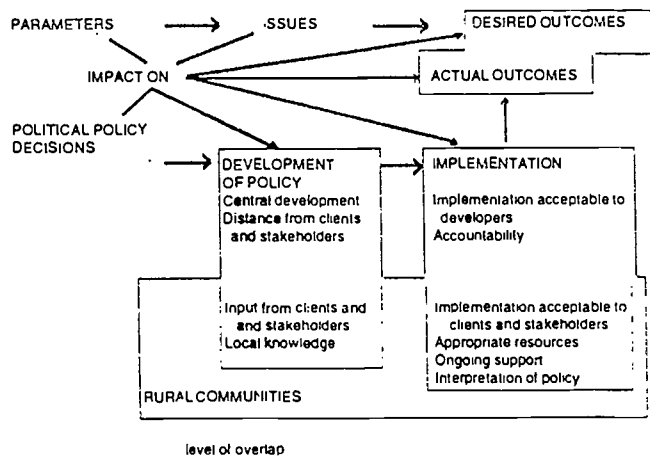 PARAMETERS
ISSUES
DESIRED OUTCOMES
IMPACT ON
ACTUAL OUTCOMES
POLITICAL POLICY
DECISIONS
DEVELOPMENT
OF POLICY
Central development
Distance from clients
and stakeholders
IMPLEMENTATION
Implementation acceptable to
developers
Accountability
Input from clients and
and stakeholders
Local knowledge
Implementation acceptable to
clients and stakeholders
Appropriate resources
Ongoing support
Interpretation of policy
RURAL COMMUNITIES
level of overlap